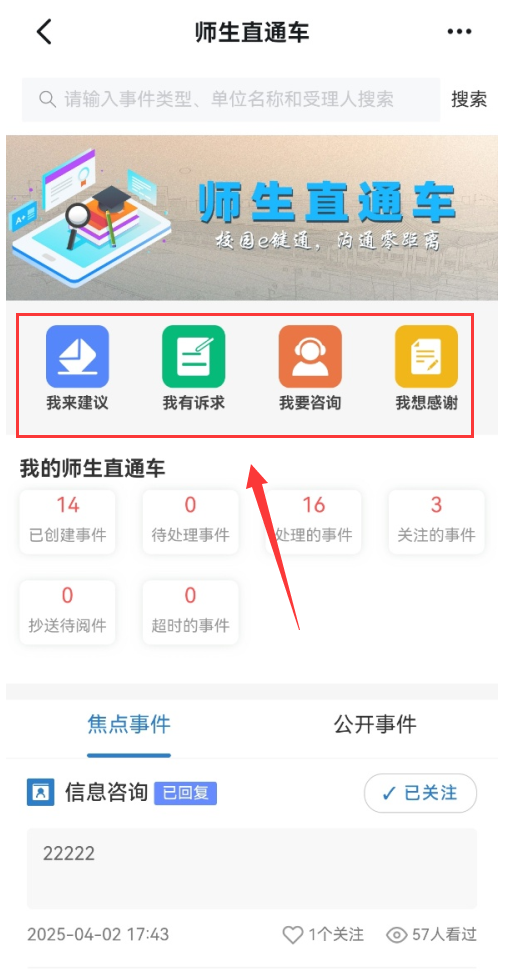 师生直通车
请输入事件类型、单位名称和受理人搜索 搜索
A+
师生直通车
校园e键通，沟通零距离
我来建议 我有诉求 我要咨询 我想感谢
我的师生直通车
14 0 16 3
已创建事件 待处理事件 处理的事件 关注的事件
0 0
抄送待阅件 超时的事件
焦点事件 公开事件
信息咨询 已回复 ✓ 已关注
22222
2025-04-02 17:43 1个关注 57人看过